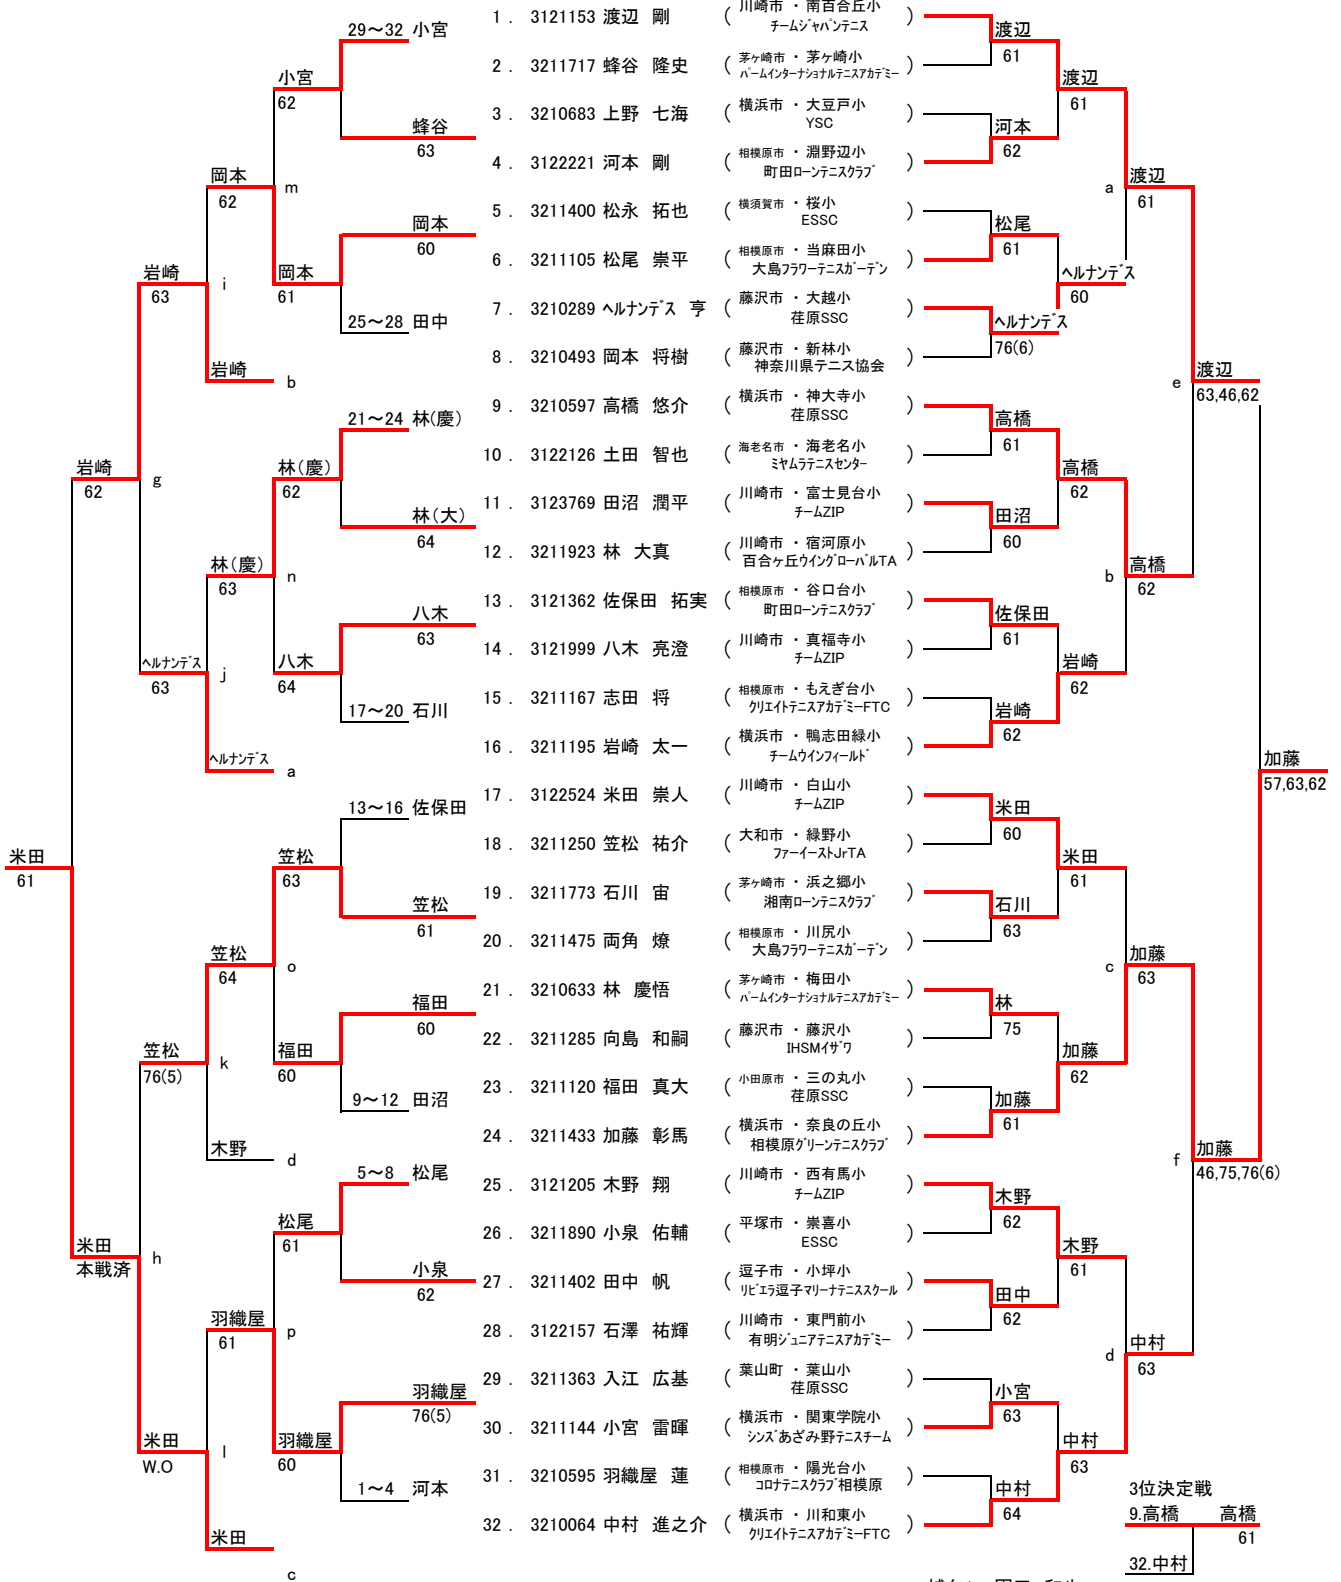 1 . 3121153 渡辺 剛 ( 川崎市 ・ 南百合丘小 チームジャパンテニス )
2 . 3211717 蜂谷 隆史 ( 茅ヶ崎市 ・ 茅ヶ崎小 パームインターナショナルテニスアカデミー )
3 . 3210683 上野 七海 ( 横浜市 ・ 大豆戸小 YSC )
4 . 3122221 河本 剛 ( 相模原市 ・ 淵野辺小 町田ローンテニスクラブ )
5 . 3211400 松永 拓也 ( 横須賀市 ・ 桜小 ESSC )
6 . 3211105 松尾 崇平 ( 相模原市 ・ 当麻田小 大島フラワーテニスガーデン )
7 . 3210289 ヘルナンデス 亨 ( 藤沢市 ・ 大越小 荏原SSC )
8 . 3210493 岡本 将樹 ( 藤沢市 ・ 新林小 神奈川県テニス協会 )
9 . 3210597 高橋 悠介 ( 横浜市 ・ 神大寺小 荏原SSC )
10 . 3122126 土田 智也 ( 海老名市 ・ 海老名小 ミヤムラテニスセンター )
11 . 3123769 田沼 潤平 ( 川崎市 ・ 富士見台小 チームZIP )
12 . 3211923 林 大真 ( 川崎市 ・ 宿河原小 百合ヶ丘ウイングローバルTA )
13 . 3121362 佐保田 拓実 ( 相模原市 ・ 谷口台小 町田ローンテニスクラブ )
14 . 3121999 八木 亮澄 ( 川崎市 ・ 真福寺小 チームZIP )
15 . 3211167 志田 将 ( 相模原市 ・ もえぎ台小 クリエイトテニスアカデミーFTC )
16 . 3211195 岩崎 太一 ( 横浜市 ・ 鴨志田緑小 チームウインフィールド )
17 . 3122524 米田 崇人 ( 川崎市 ・ 白山小 チームZIP )
18 . 3211250 笠松 祐介 ( 大和市 ・ 緑野小 ファーイーストJrTA )
19 . 3211773 石川 宙 ( 茅ヶ崎市 ・ 浜之郷小 湘南ローンテニスクラブ )
20 . 3211475 両角 燎 ( 相模原市 ・ 川尻小 大島フラワーテニスガーデン )
21 . 3210633 林 慶悟 ( 茅ヶ崎市 ・ 梅田小 パームインターナショナルテニスアカデミー )
22 . 3211285 向島 和嗣 ( 藤沢市 ・ 藤沢小 IHSMイザワ )
23 . 3211120 福田 真大 ( 小田原市 ・ 三の丸小 荏原SSC )
24 . 3211433 加藤 彰馬 ( 横浜市 ・ 奈良の丘小 相模原グリーンテニスクラブ )
25 . 3121205 木野 翔 ( 川崎市 ・ 西有馬小 チームZIP )
26 . 3211890 小泉 佑輔 ( 平塚市 ・ 崇喜小 ESSC )
27 . 3211402 田中 帆 ( 逗子市 ・ 小坪小 リビエラ逗子マリーナテニススクール )
28 . 3122157 石澤 祐輝 ( 川崎市 ・ 東門前小 有明ジュニアテニスアカデミー )
29 . 3211363 入江 広基 ( 葉山町 ・ 葉山小 荏原SSC )
30 . 3211144 小宮 雷暉 ( 横浜市 ・ 関東学院小 シンズあざみ野テニスチーム )
31 . 3210595 羽織屋 蓮 ( 相模原市 ・ 陽光台小 コロナテニスクラブ相模原 )
32 . 3210064 中村 進之介 ( 横浜市 ・ 川和東小 クリエイトテニスアカデミーFTC )
渡辺
61
河本
62
松尾
61
ヘルナンデス
76(6)
高橋
61
田沼
60
佐保田
61
岩崎
62
米田
60
石川
63
林
75
加藤
61
木野
62
田中
62
小宮
63
中村
64
渡辺
61
ヘルナンデス
60
高橋
62
岩崎
62
米田
61
加藤
62
木野
61
中村
63
a 渡辺
61
b 高橋
62
c 加藤
63
d 中村
63
e 渡辺
63,46,62
f 加藤
46,75,76(6)
加藤
57,63,62
3位決定戦
9.高橋 高橋
61
32.中村
29～32 小宮
蜂谷
63
岡本
60
25～28 田中
21～24 林(慶)
林(大)
64
八木
63
17～20 石川
13～16 佐保田
笠松
61
福田
60
9～12 田沼
5～8 松尾
小泉
62
羽織屋
76(5)
1～4 河本
小宮
62
m
岡本
61
林(慶)
62
n
八木
64
笠松
63
o
福田
60
松尾
61
p
羽織屋
60
岡本
62
i
岩崎
b
林(慶)
63
j
ヘルナンデス
a
笠松
64
k
木野
d
羽織屋
61
l
米田
c
岩崎
63
g
ヘルナンデス
63
笠松
76(5)
h
米田
W.O
岩崎
62
米田
本戦済
米田
61